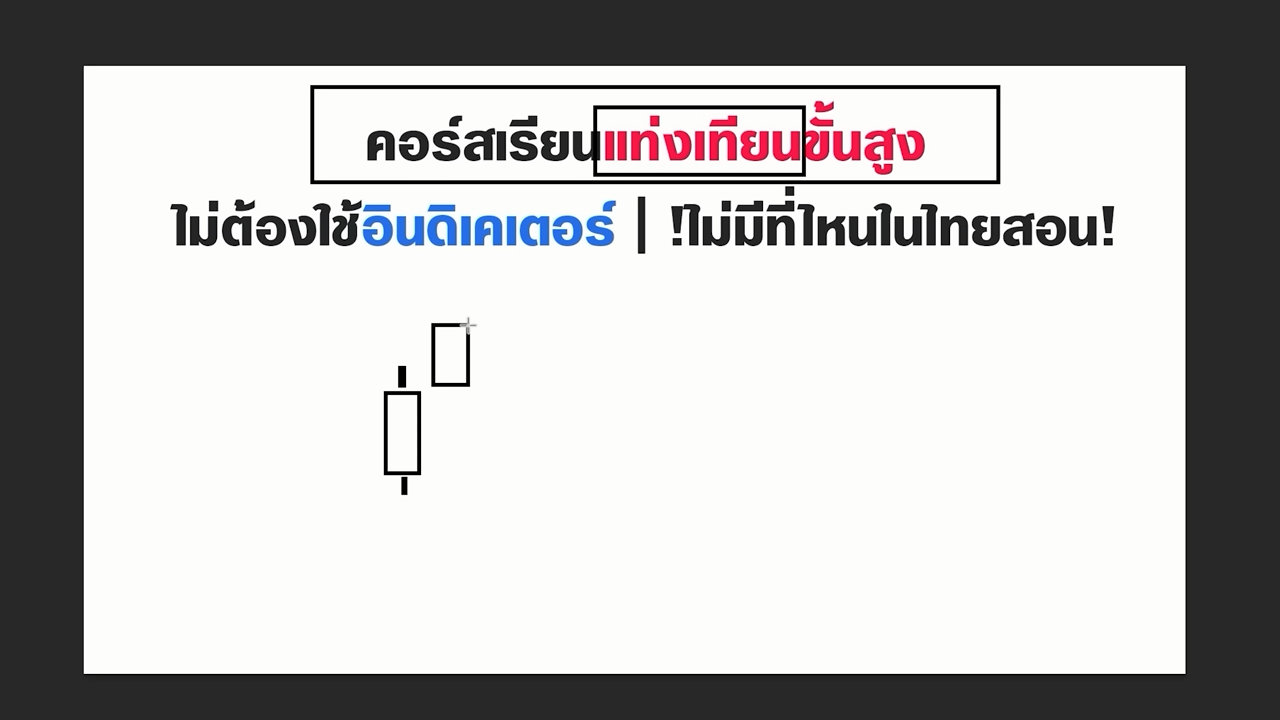 คอร์สเรียนแท่งเทียนขั้นสูง
ไม่ต้องใช้อินดิเคเตอร์ | !ไม่มีที่ไหนในไทยสอน!